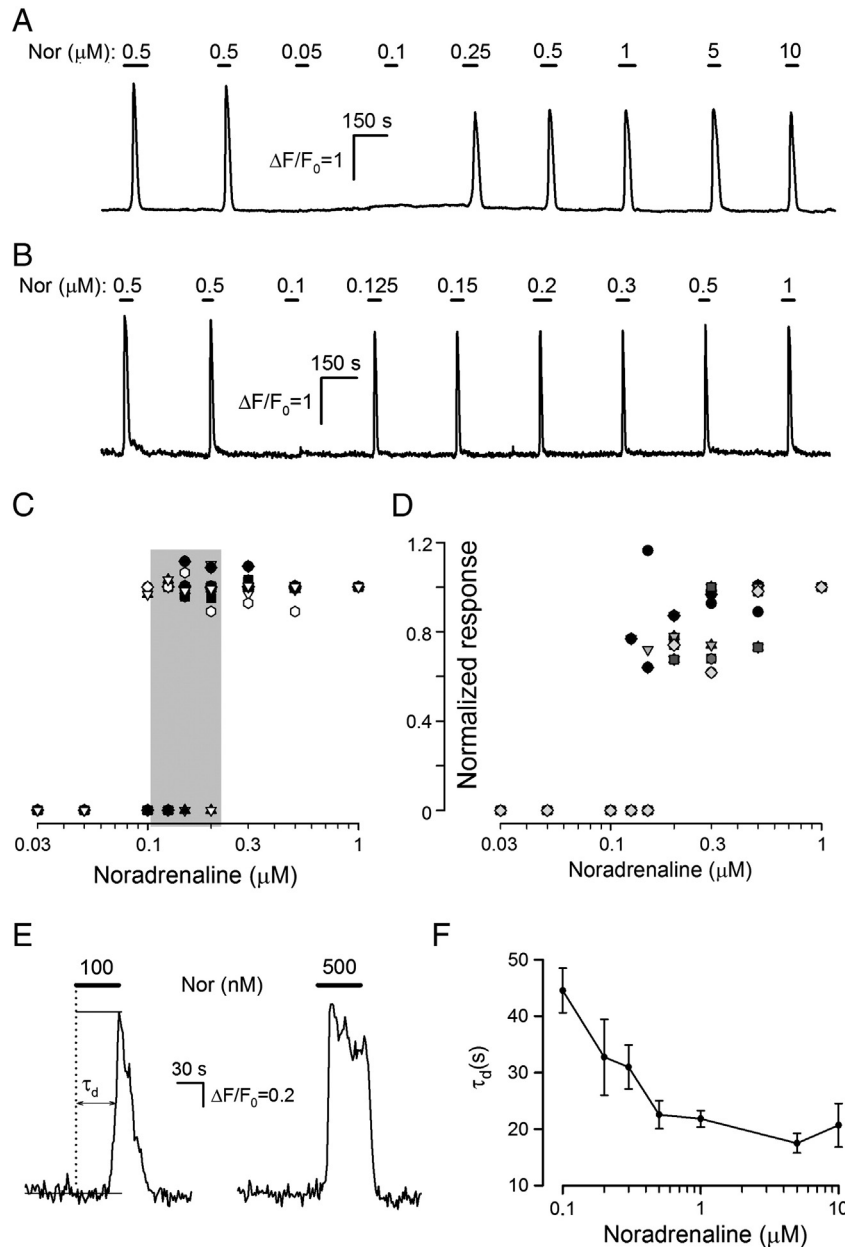 A
Nor (μM): 0.5 0.5 0.05 0.1 0.25 0.5 1 5 10
150 s
ΔF/F0=1
B
Nor (μM): 0.5 0.5 0.1 0.125 0.15 0.2 0.3 0.5 1
150 s
ΔF/F0=1
C
0.03 0.1 0.3 1
Noradrenaline (μM)
D
1.2
0.8
0.4
0
Normalized response
0.03 0.1 0.3 1
Noradrenaline (μM)
E
100 Nor (nM) 500
τd
30 s
ΔF/F0=0.2
F
50
40
30
20
10
τd(s)
0.1 1 10
Noradrenaline (μM)